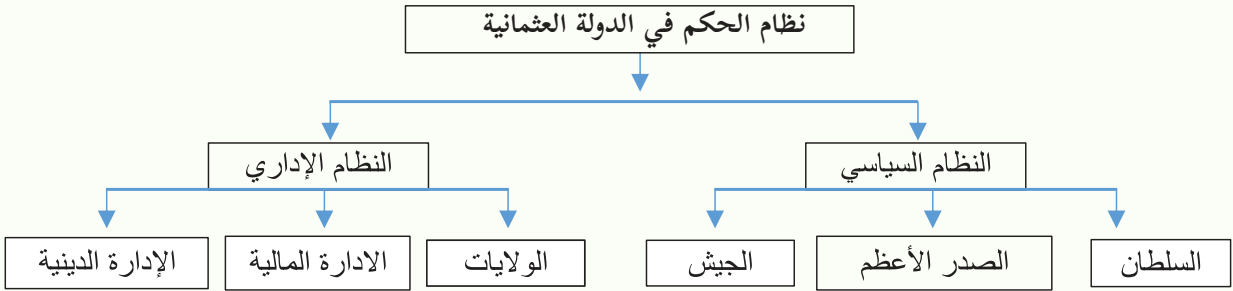 نظام الحكم في الدولة العثمانية
النظام السياسي
النظام الإداري
السلطان
الصدر الأعظم
الجيش
الولايات
الادارة المالية
الإدارة الدينية